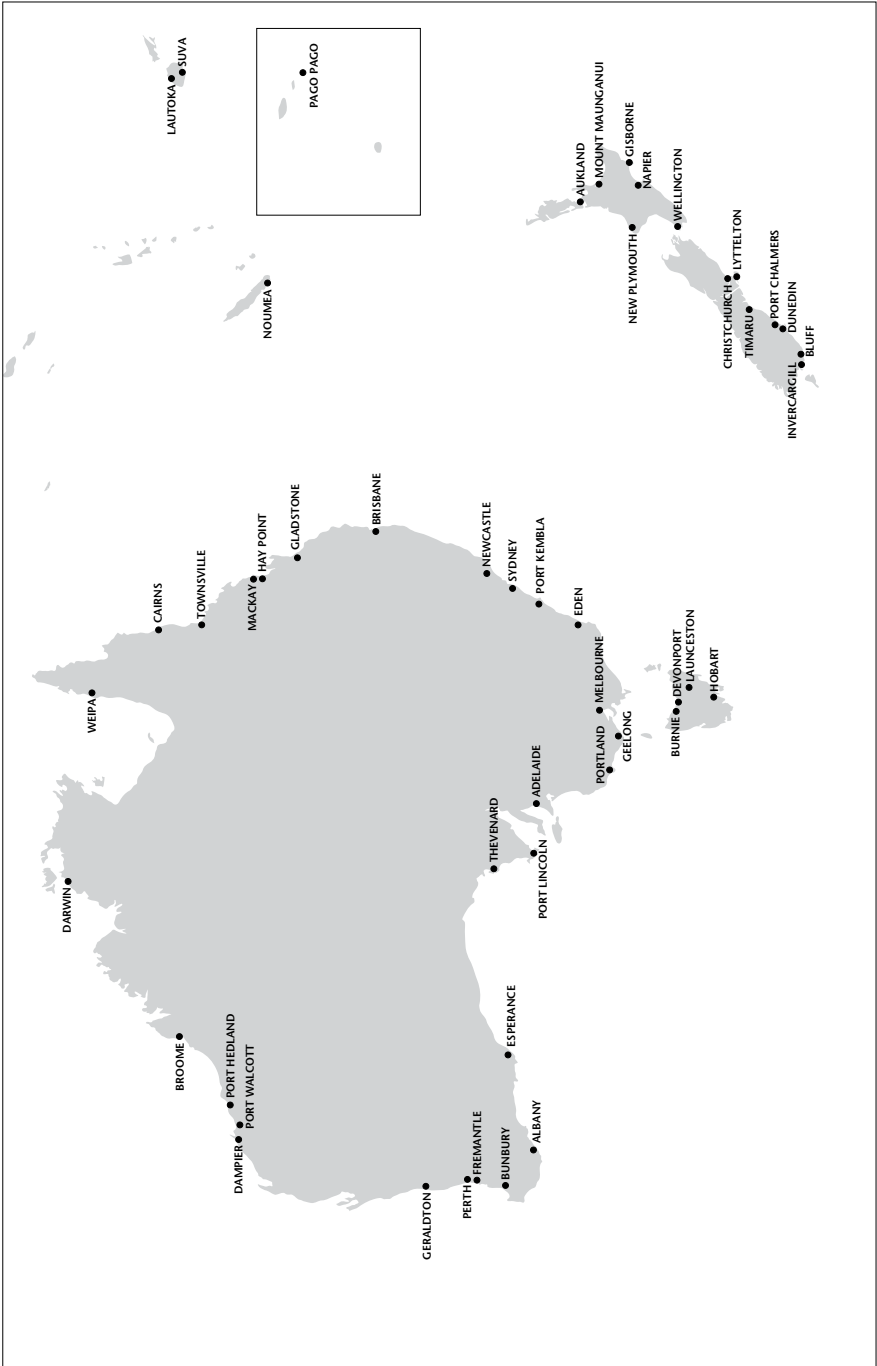 LAUTOKA
SUVA
PAGO PAGO
NOUMEA
AUKLAND
MOUNT MAUNGANUI
GISBORNE
NAPIER
NEW PLYMOUTH
WELLINGTON
CHRISTCHURCH
LYTTELTON
TIMARU
PORT CHALMERS
DUNEDIN
INVERCARGILL
BLUFF
WEIPA
CAIRNS
TOWNSVILLE
MACKAY
HAY POINT
GLADSTONE
BRISBANE
NEWCASTLE
SYDNEY
PORT KEMBLA
EDEN
MELBOURNE
GEELONG
PORTLAND
BURNIE
DEVONPORT
LAUNCESTON
HOBART
ADELAIDE
THEVENARD
PORT LINCOLN
DARWIN
BROOME
PORT HEDLAND
PORT WALCOTT
DAMPIER
GERALDTON
PERTH
FREMANTLE
BUNBURY
ALBANY
ESPERANCE